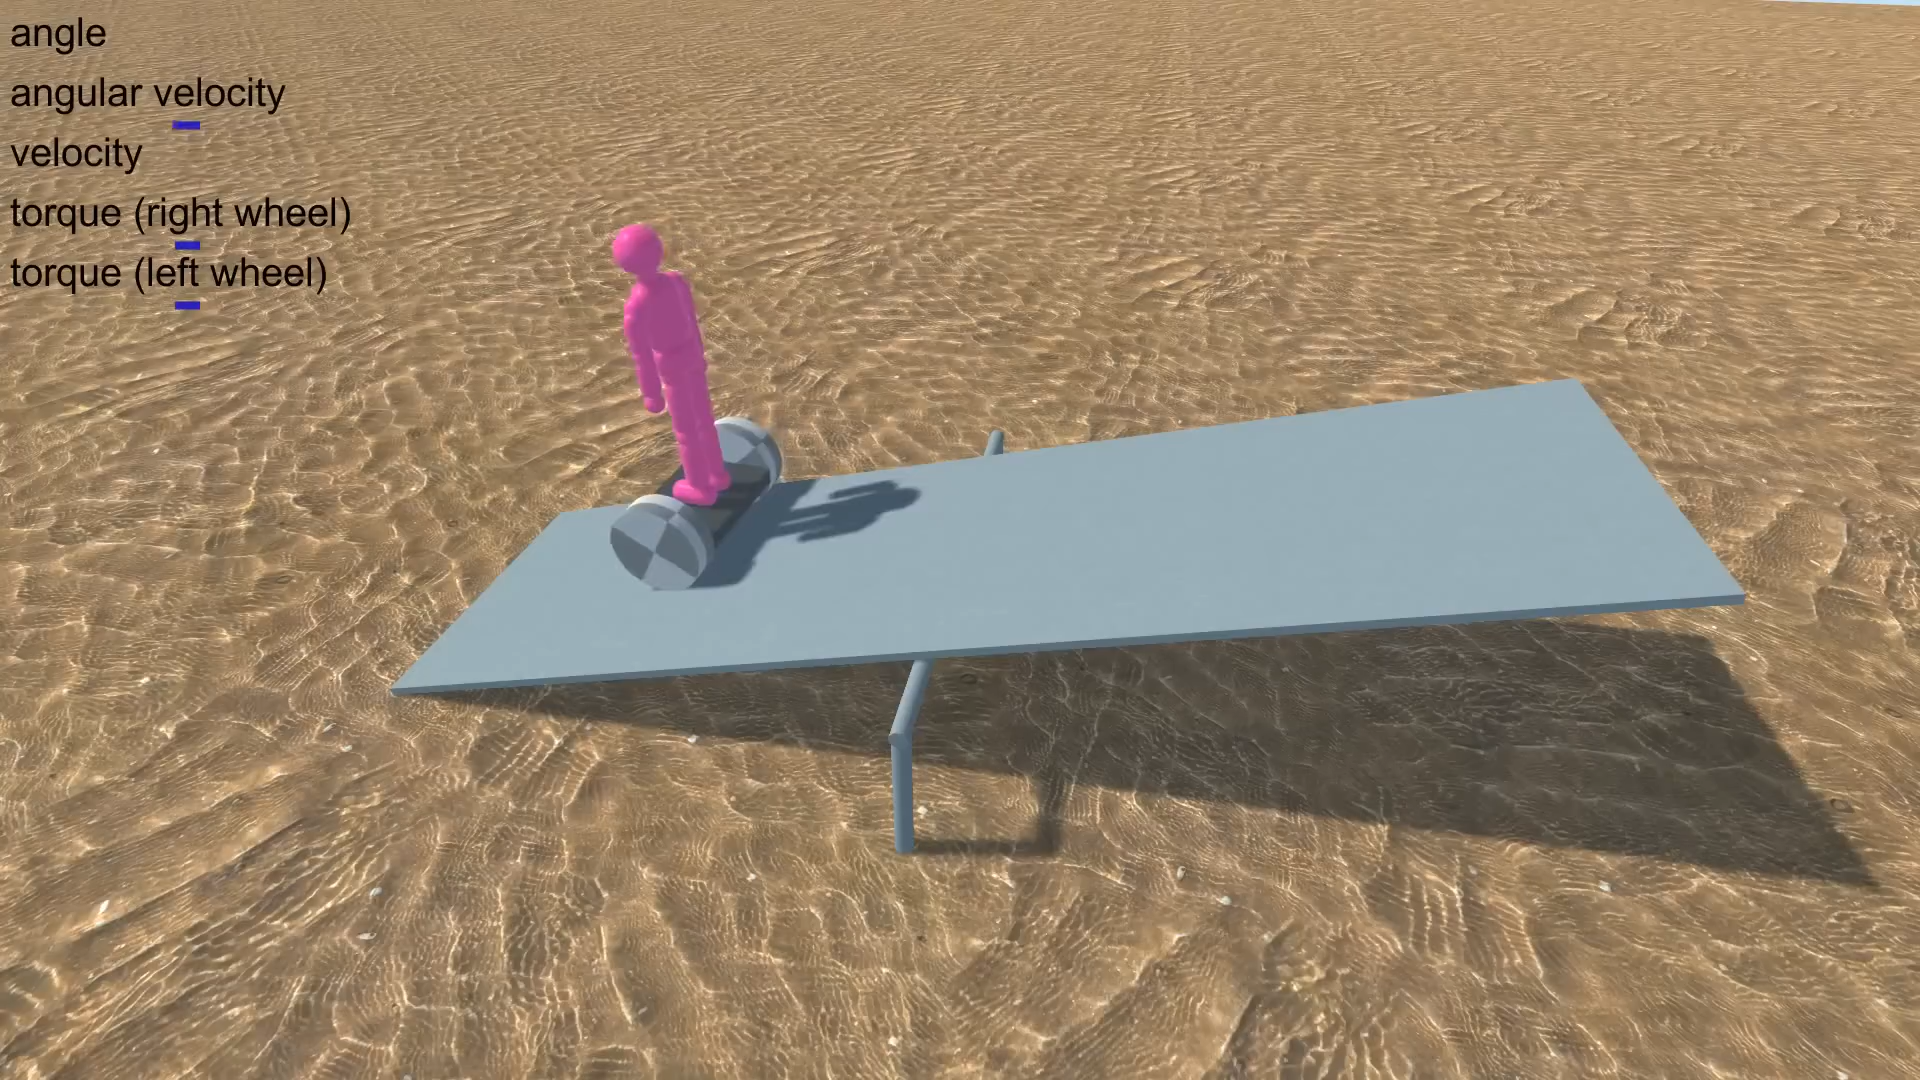 angle
angular velocity
velocity
torque (right wheel)
torque (left wheel)